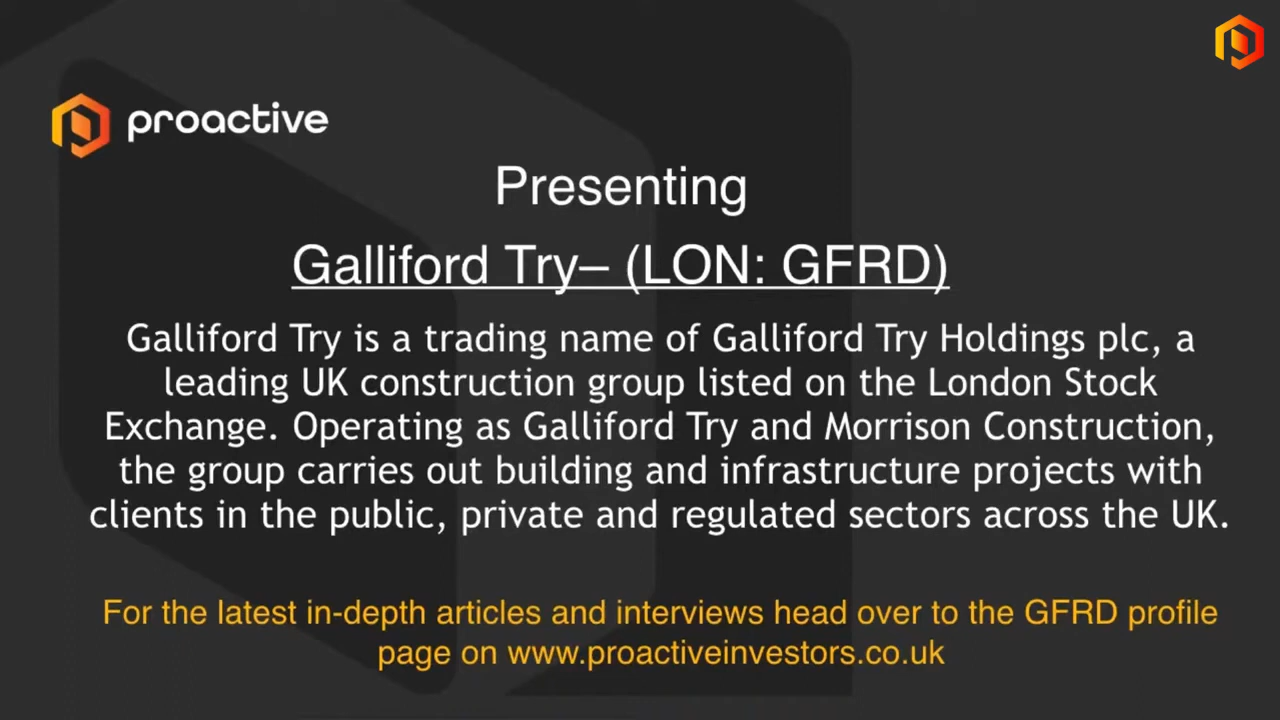 proactive
Presenting
Galliford Try– (LON: GFRD)
Galliford Try is a trading name of Galliford Try Holdings plc, a
leading UK construction group listed on the London Stock
Exchange. Operating as Galliford Try and Morrison Construction,
the group carries out building and infrastructure projects with
clients in the public, private and regulated sectors across the UK.
For the latest in-depth articles and interviews head over to the GFRD profile
page on www.proactiveinvestors.co.uk